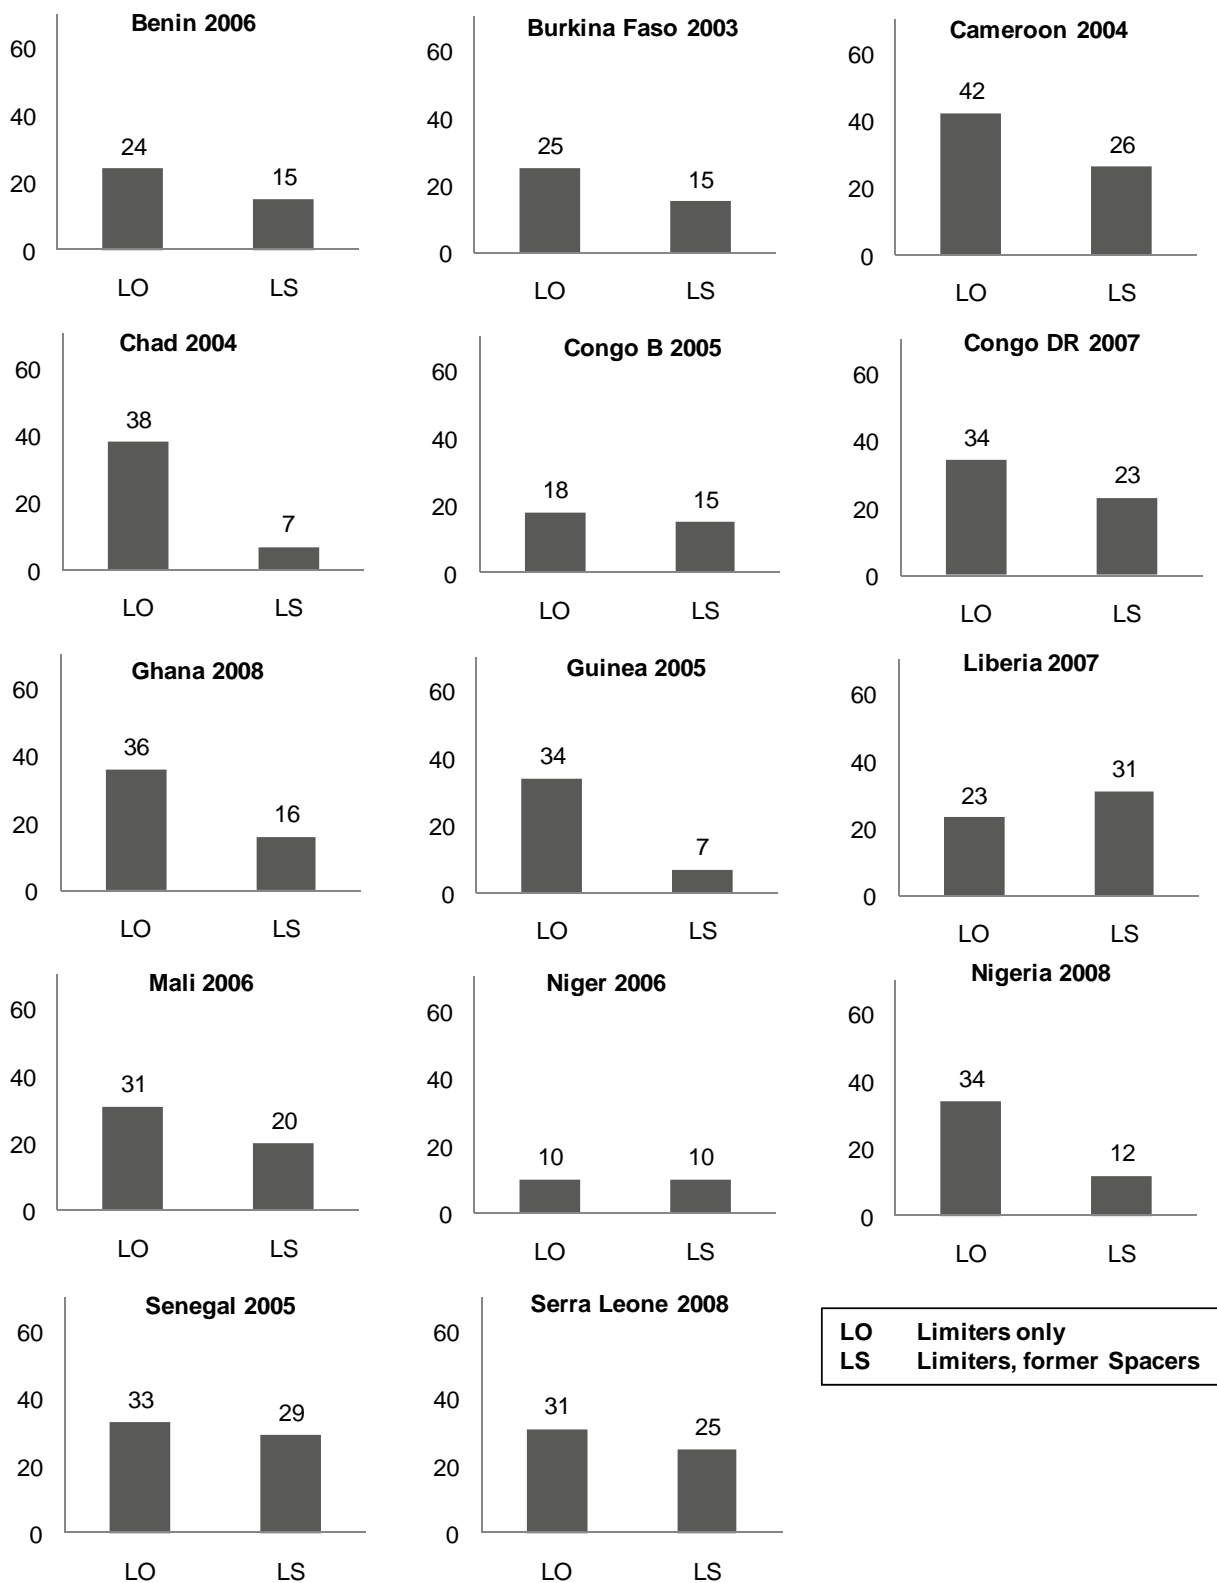 Benin 2006
60
40
20
0
24
15
LO LS
Burkina Faso 2003
60
40
20
0
25
15
LO LS
Cameroon 2004
60
40
20
0
42
26
LO LS
Chad 2004
60
40
20
0
38
7
LO LS
Congo B 2005
60
40
20
0
18
15
LO LS
Congo DR 2007
60
40
20
0
34
23
LO LS
Ghana 2008
60
40
20
0
36
16
LO LS
Guinea 2005
60
40
20
0
34
7
LO LS
Liberia 2007
60
40
20
0
23
31
LO LS
Mali 2006
60
40
20
0
31
20
LO LS
Niger 2006
60
40
20
0
10
10
LO LS
Nigeria 2008
60
40
20
0
34
12
LO LS
Senegal 2005
60
40
20
0
33
29
LO LS
Serra Leone 2008
60
40
20
0
31
25
LO LS
LO Limiters only
LS Limiters, former Spacers